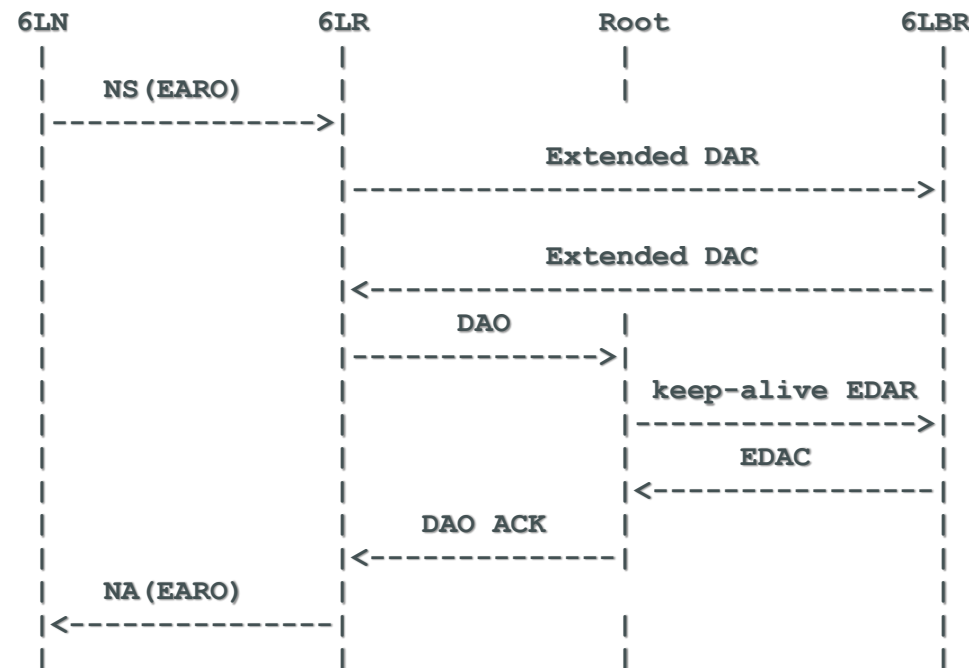 6LN 6LR Root 6LBR
NS(EARO)
Extended DAR
Extended DAC
DAO
keep-alive EDAR
EDAC
DAO ACK
NA(EARO)